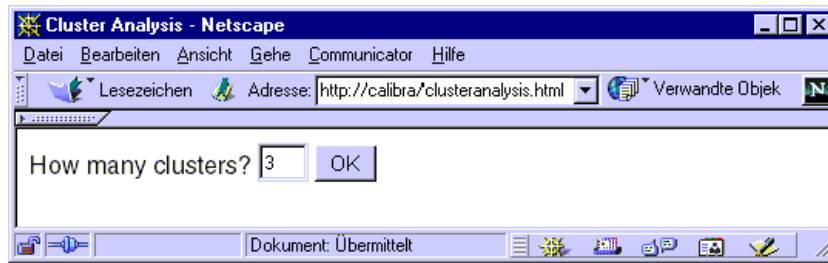 Cluster Analysis - Netscape
Datei Bearbeiten Ansicht Gehe Communicator Hilfe
Lesezeichen Adresse: http://calibra/'clusteranalysis.html Verwandte Objek N
How many clusters? 3 OK
Dokument: Übermittelt